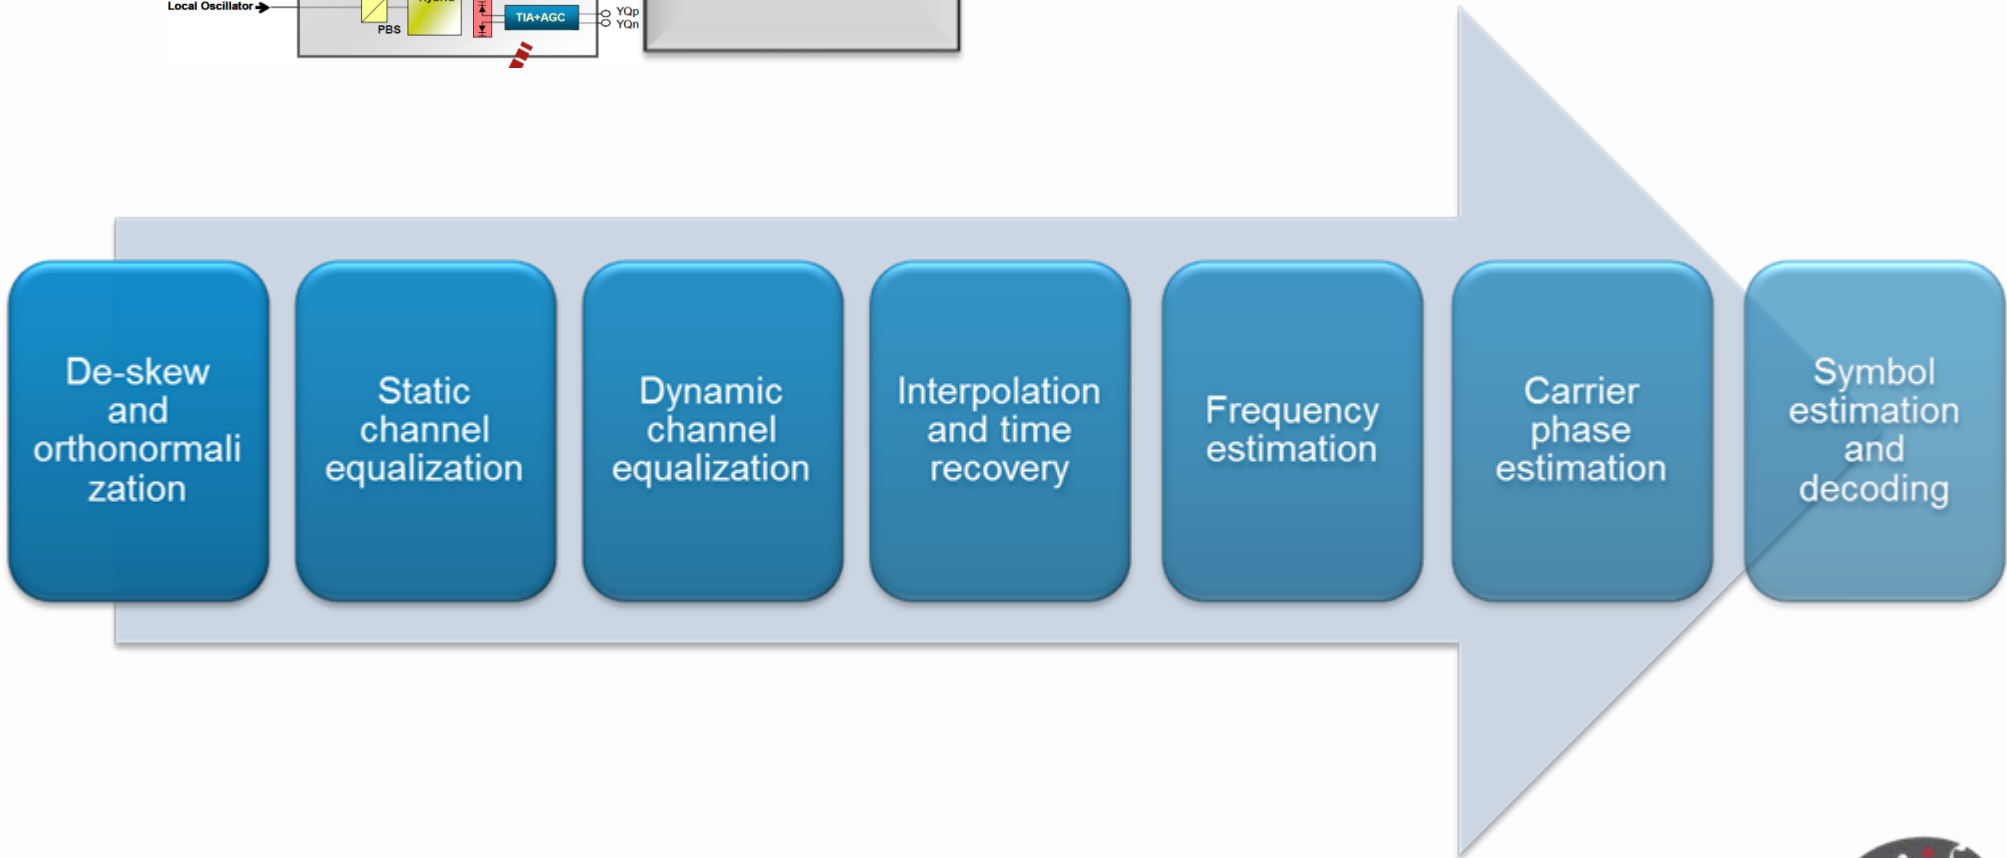 Local Oscillator
PBS
TIA+AGC
YQp
YQn
De-skew
and
orthonormali
zation
Static
channel
equalization
Dynamic
channel
equalization
Interpolation
and time
recovery
Frequency
estimation
Carrier
phase
estimation
Symbol
estimation
and
decoding